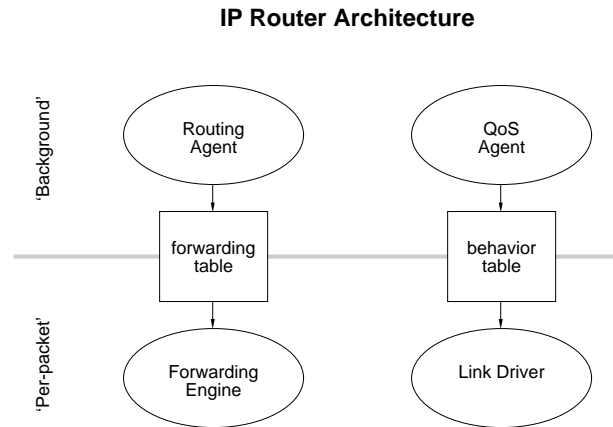 IP Router Architecture
‘Background’
Routing
Agent
QoS
Agent
forwarding
table
behavior
table
‘Per-packet’
Forwarding
Engine
Link Driver